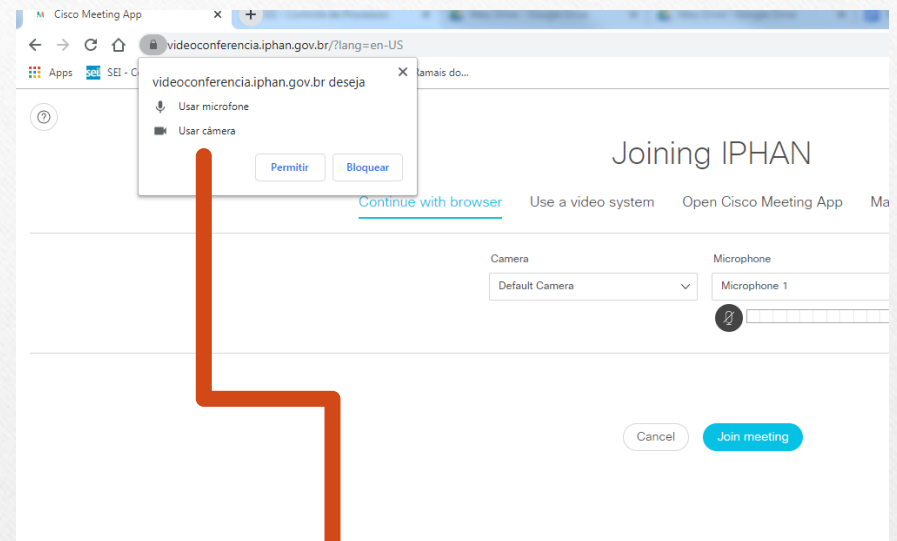 Cisco Meeting App
videoconferencia.iphan.gov.br/?lang=en-US
Apps sei! SEI - C
Ramais do...
videoconferencia.iphan.gov.br deseja
Usar microfone
Usar câmera
Permitir Bloquear
Joining IPHAN
Continue with browser Use a video system Open Cisco Meeting App Ma
Camera Microphone
Default Camera Microphone 1
Cancel Join meeting